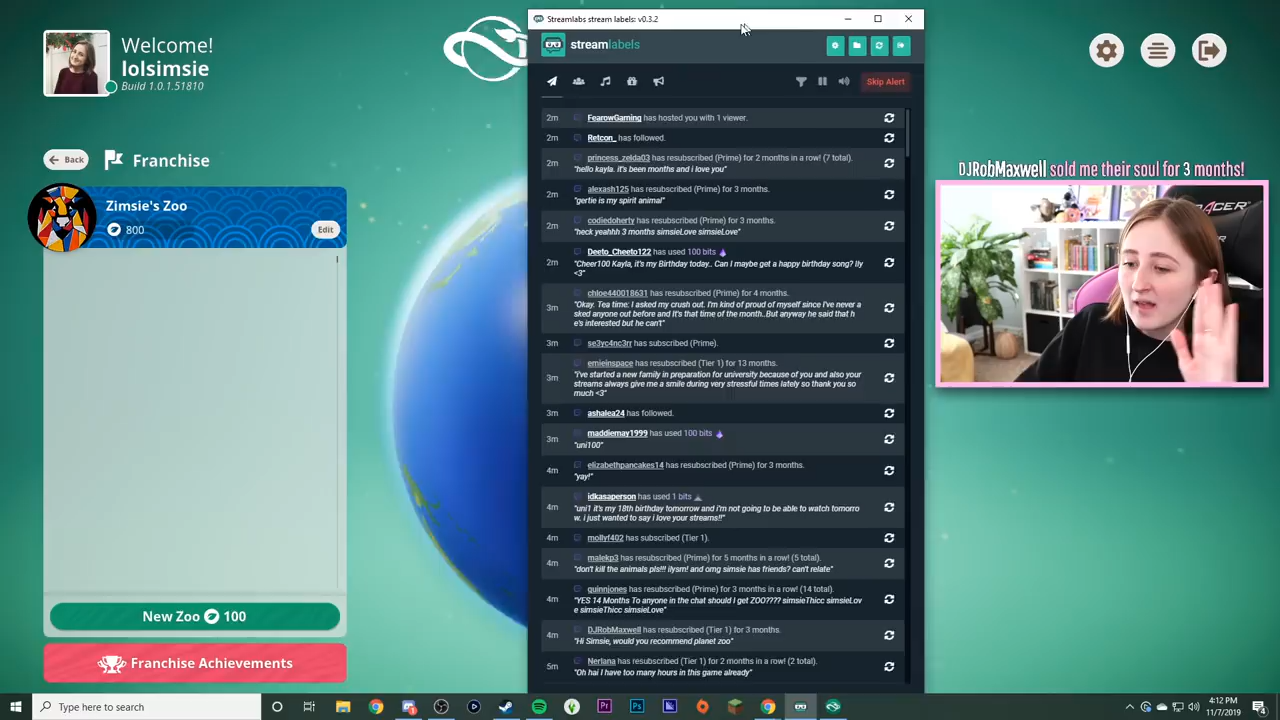 Welcome!
lolsimsie
Build 1.0.1.51810
Back
Franchise
Zimsie's Zoo
800
Edit
New Zoo 100
Franchise Achievements
Streamlabs stream labels: v0.3.2
streamlabels
Skip Alert
2m FearowGaming has hosted you with 1 viewer.
2m Retcon_ has followed.
2m princess_zelda03 has resubscribed (Prime) for 2 months in a row! (7 total).
"hello kayla. it's been months and i love you"
2m alexash125 has resubscribed (Prime) for 3 months.
"gertie is my spirit animal"
2m codiedoherty has resubscribed (Prime) for 3 months.
"heck yeahhh 3 months simsieLove simsieLove"
2m Deeto_Cheeto122 has used 100 bits
"Cheer100 Kayla, it's my Birthday today.. Can I maybe get a happy birthday song? Ily
<3"
3m chloe440018631 has resubscribed (Prime) for 4 months.
"Okay. Tea time: I asked my crush out. I'm kind of proud of myself since I've never a
sked anyone out before and It's that time of the month..But anyway he said that h
e's interested but he can't"
3m se3yc4nc3rr has subscribed (Prime).
3m emieinspace has resubscribed (Tier 1) for 13 months.
"i've started a new family in preparation for university because of you and also your
streams always give me a smile during very stressful times lately so thank you so
much <3"
3m ashalea24 has followed.
3m maddiemay1999 has used 100 bits
"uni100"
4m elizabethpancakes14 has resubscribed (Prime) for 3 months.
"yay!"
4m idkasaperson has used 1 bits
"uni1 it's my 18th birthday tomorrow and i'm not going to be able to watch tomorro
w. i just wanted to say i love your streams!!"
4m mollyf402 has subscribed (Tier 1).
4m malekp3 has resubscribed (Prime) for 5 months in a row! (5 total).
"don't kill the animals pls!!! ilysm! and omg simsie has friends? can't relate"
4m quinnjones has resubscribed (Prime) for 3 months in a row! (14 total).
"YES 14 Months To anyone in the chat should I get ZOO???? simsieThicc simsieLov
e simsieThicc simsieLove"
4m DJRobMaxwell has resubscribed (Tier 1) for 3 months.
"Hi Simsie, would you recommend planet zoo"
5m Nerjana has resubscribed (Tier 1) for 2 months in a row! (2 total).
"Oh hai I have too many hours in this game already"
DJRobMaxwell sold me their soul for 3 months!
Type here to search
4:12 PM
11/7/2019